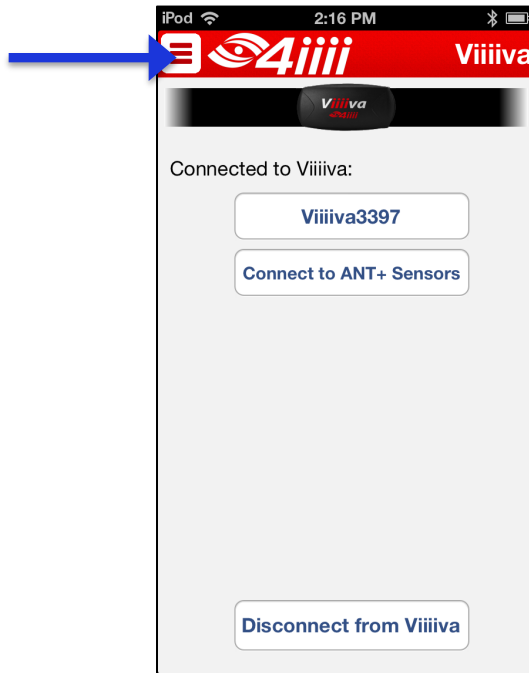 iPod 2:16 PM
4iiii Viiiiva
Viiiiva
4iiii
Connected to Viiiiva:
Viiiiva3397
Connect to ANT+ Sensors
Disconnect from Viiiiva